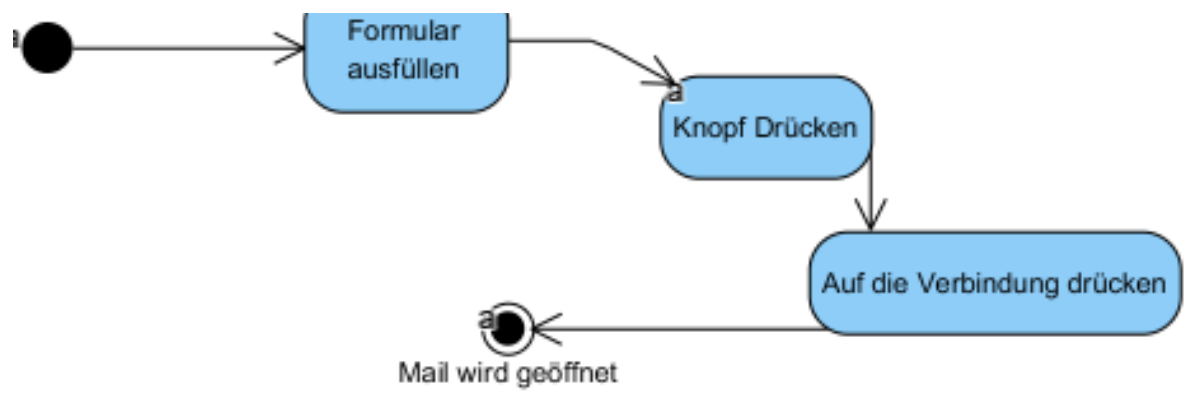 a
Formular
ausfüllen
a
Knopf Drücken
Auf die Verbindung drücken
a
Mail wird geöffnet